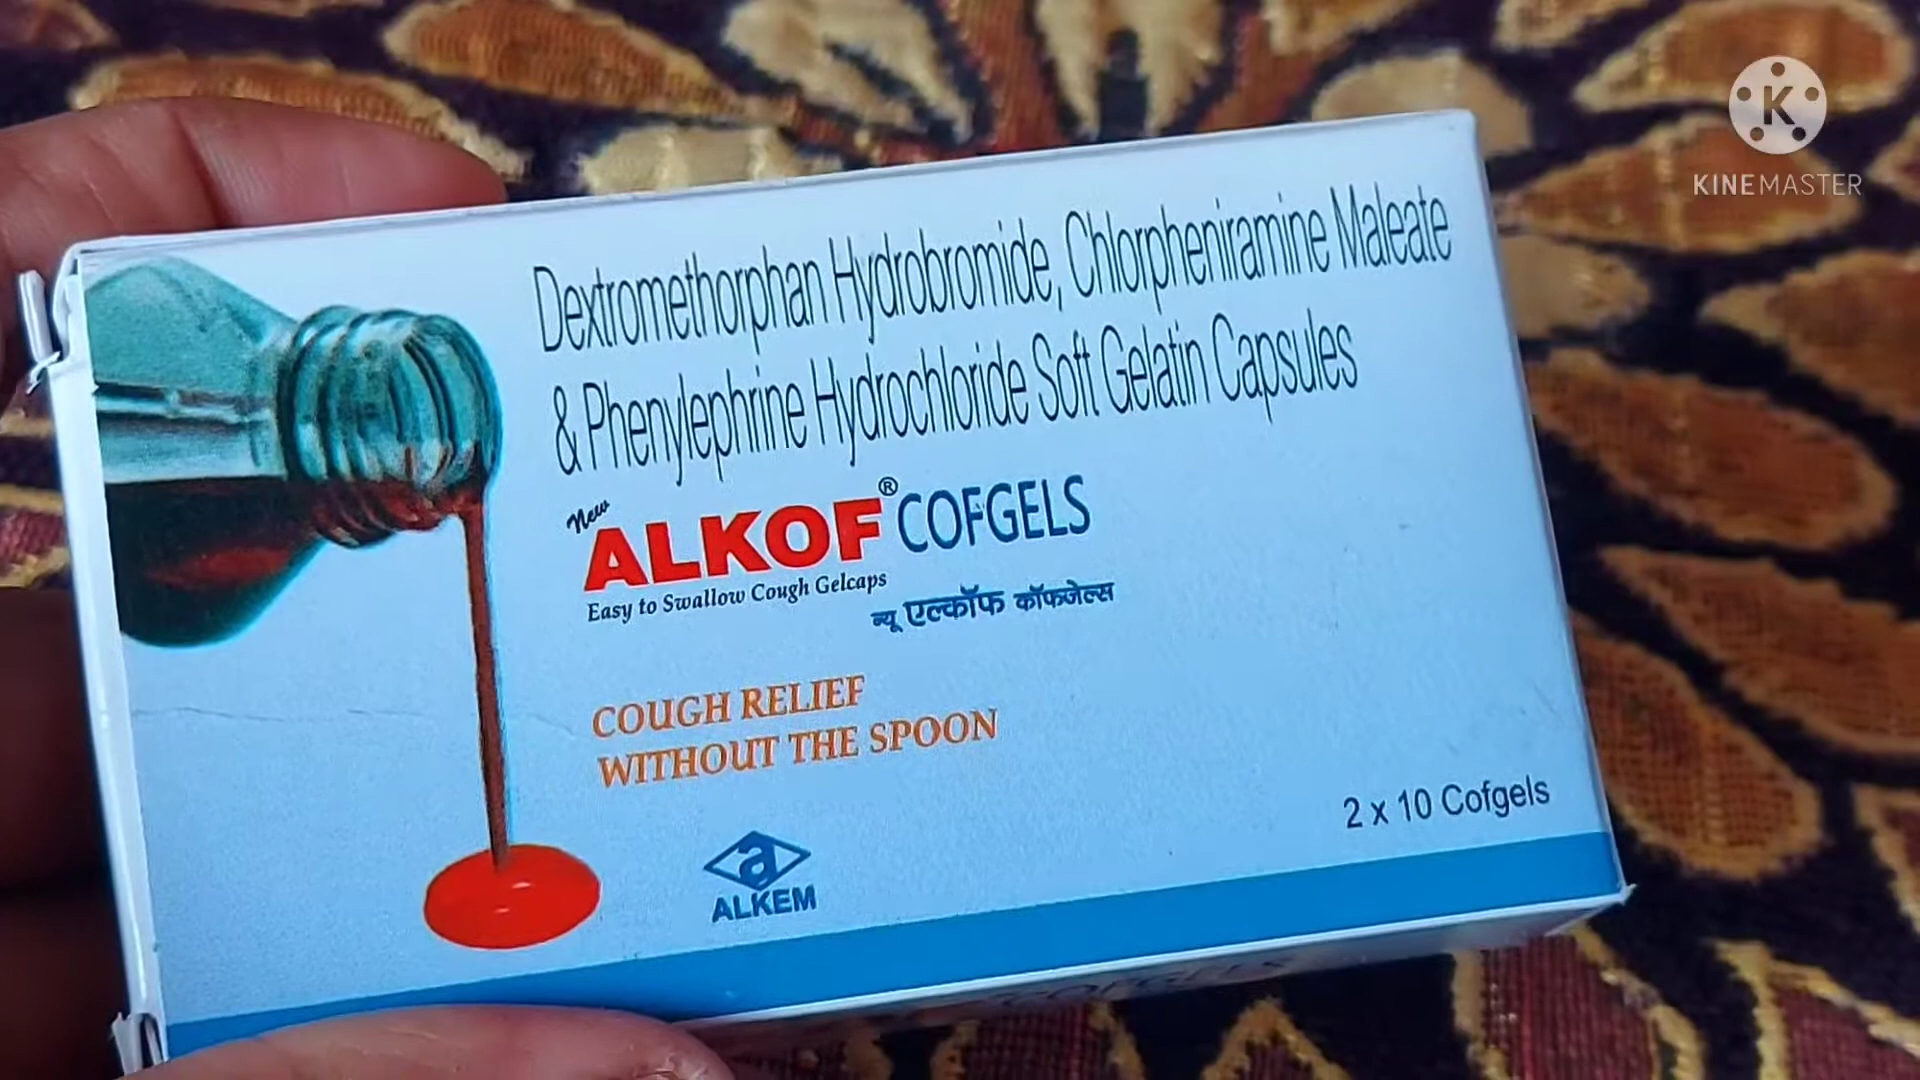 K
KINEMASTER
Dextromethorphan Hydrobromide, Chlorpheniramine Maleate
& Phenylephrine Hydrochloride Soft Gelatin Capsules
New
ALKOF® COFGELS
Easy to Swallow Cough Gelcaps
न्यू एल्कॉफ कॉफजेल्स
COUGH RELIEF
WITHOUT THE SPOON
2 x 10 Cofgels
a
ALKEM
COFGELS